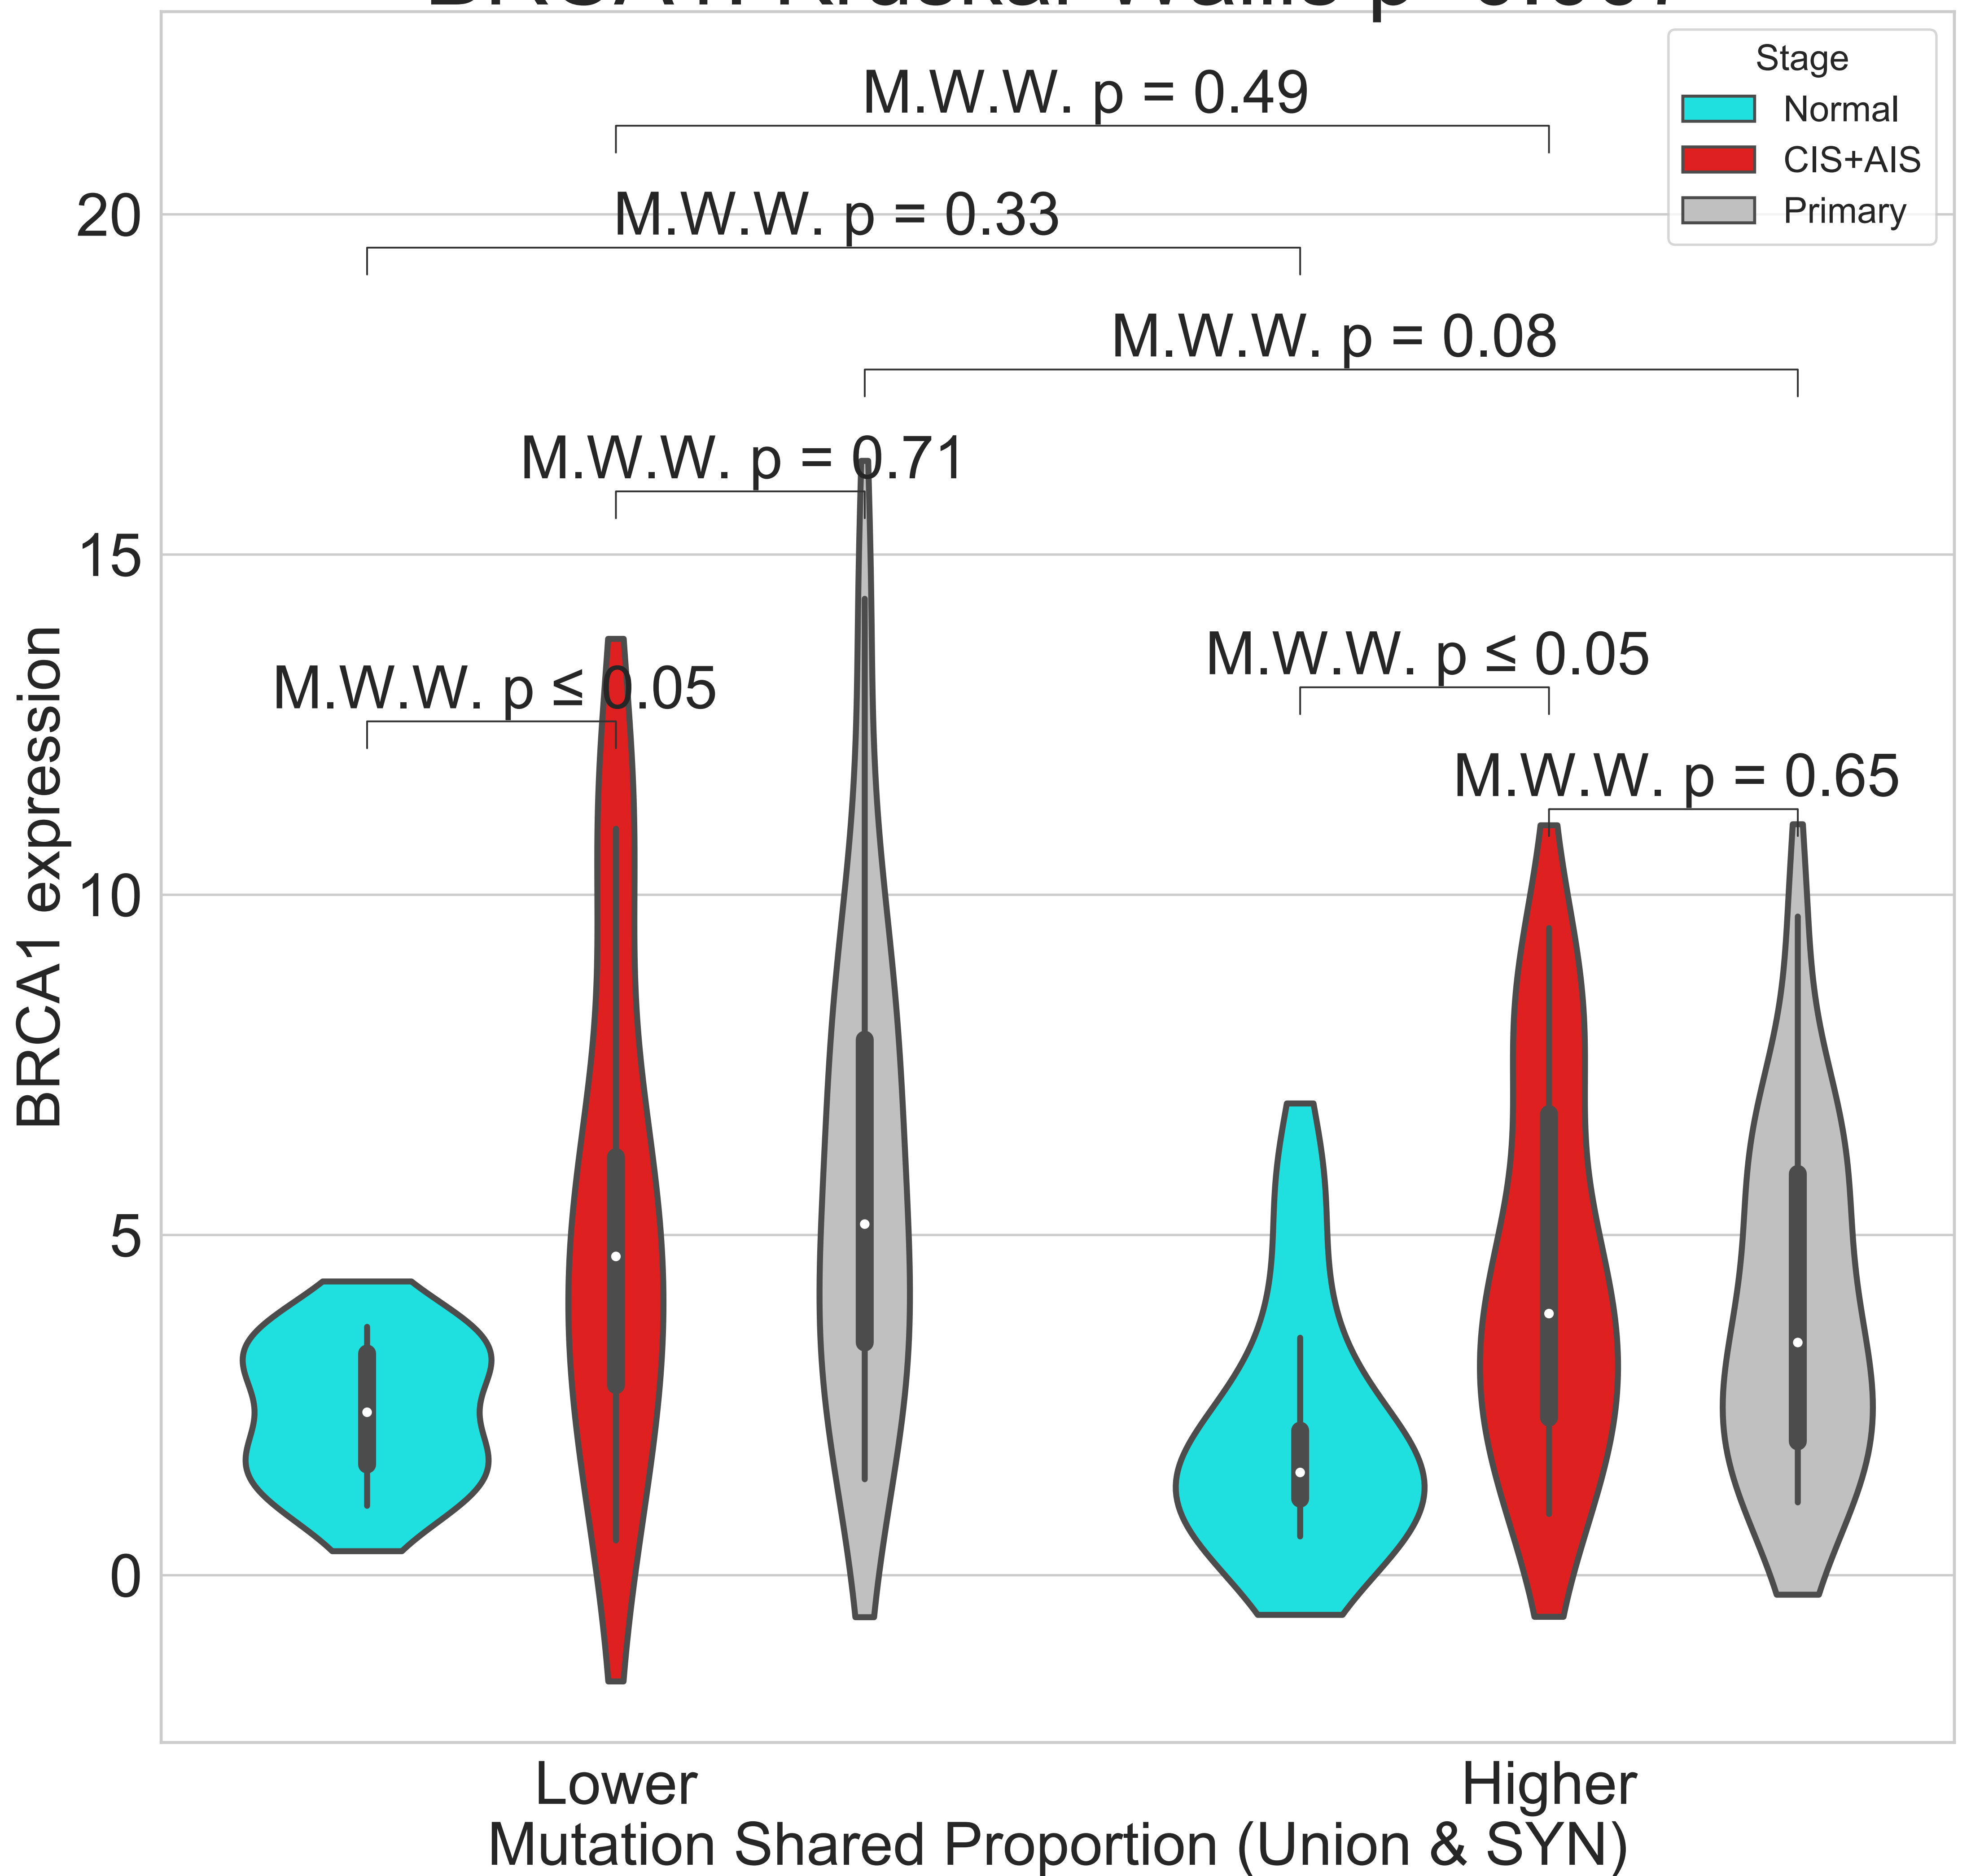 Stage
Normal
CIS+AIS
Primary
M.W.W. p = 0.49
M.W.W. p = 0.33
M.W.W. p = 0.08
M.W.W. p = 0.71
M.W.W. p ≤ 0.05
M.W.W. p ≤ 0.05
M.W.W. p = 0.65
20
15
10
5
0
BRCA1 expression
Lower
Higher
Mutation Shared Proportion (Union & SYN)